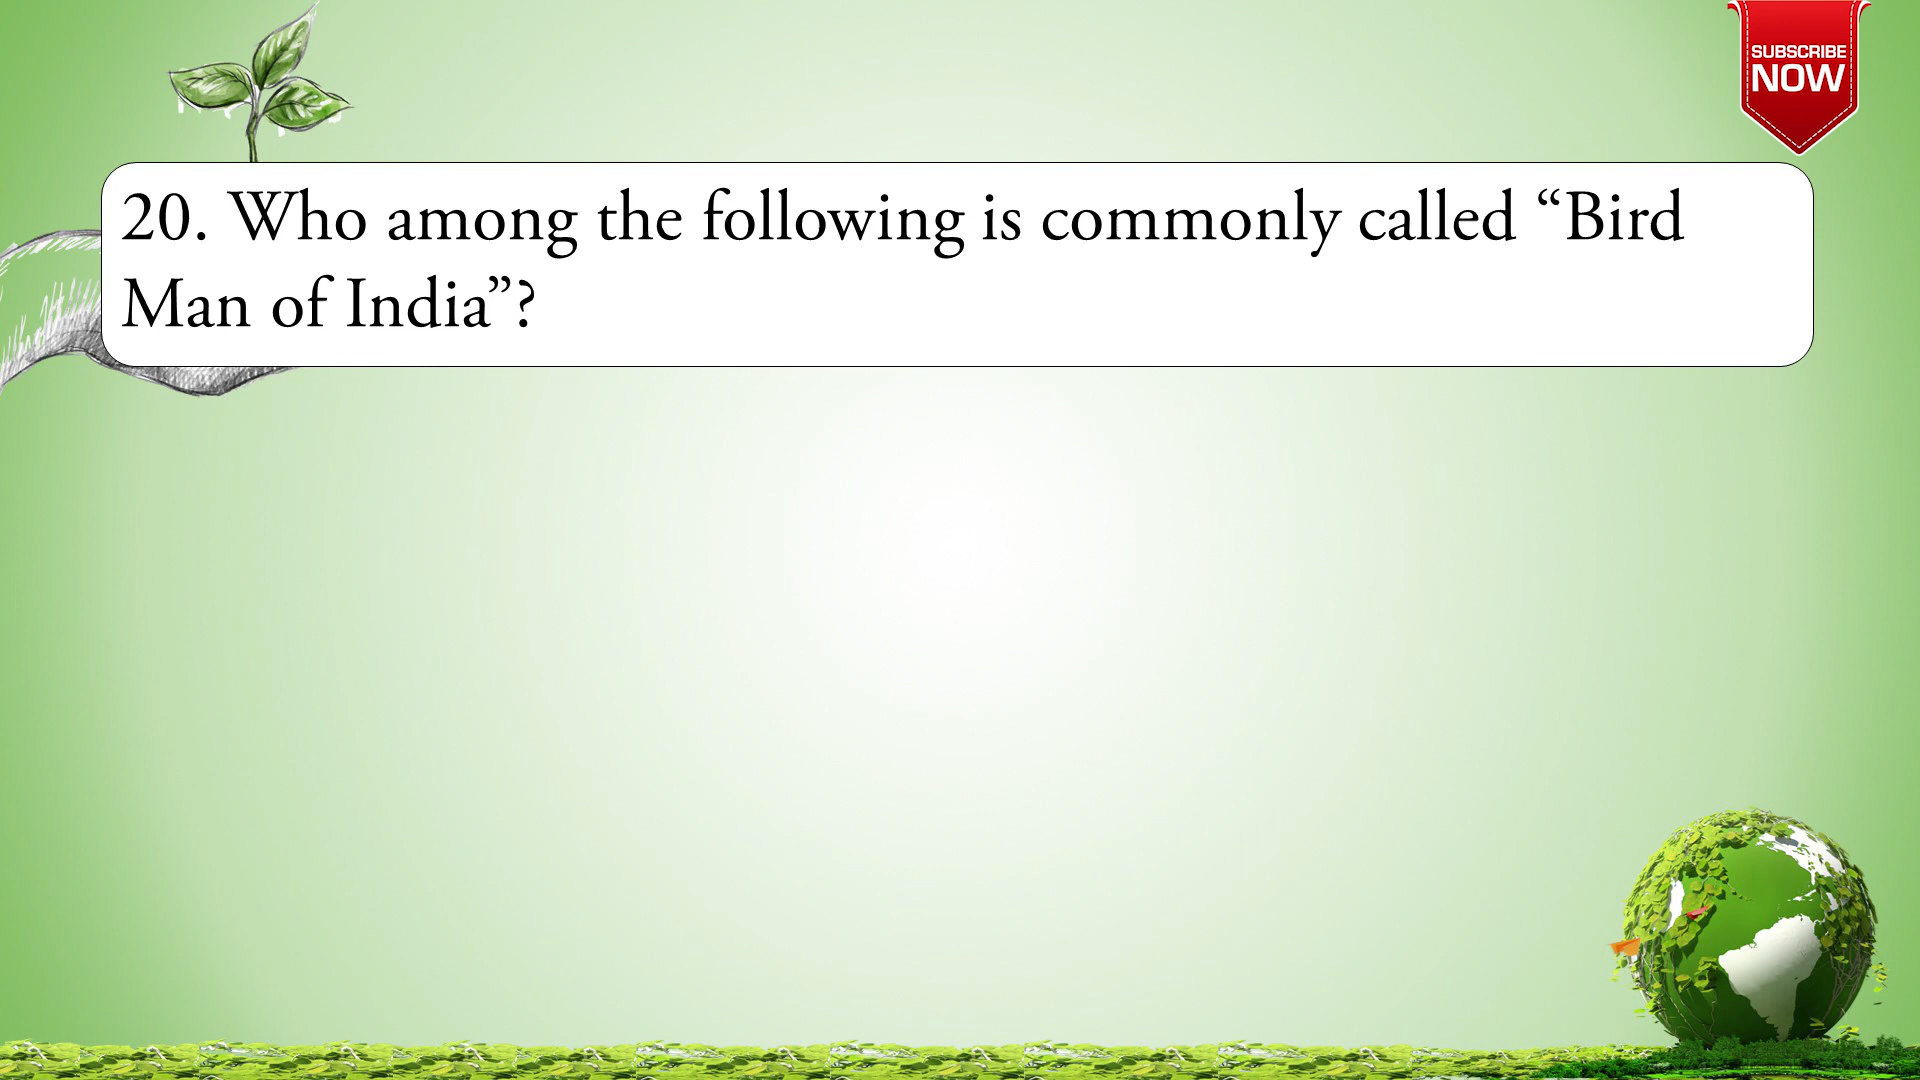 SUBSCRIBE
NOW
20. Who among the following is commonly called “Bird
Man of India”?